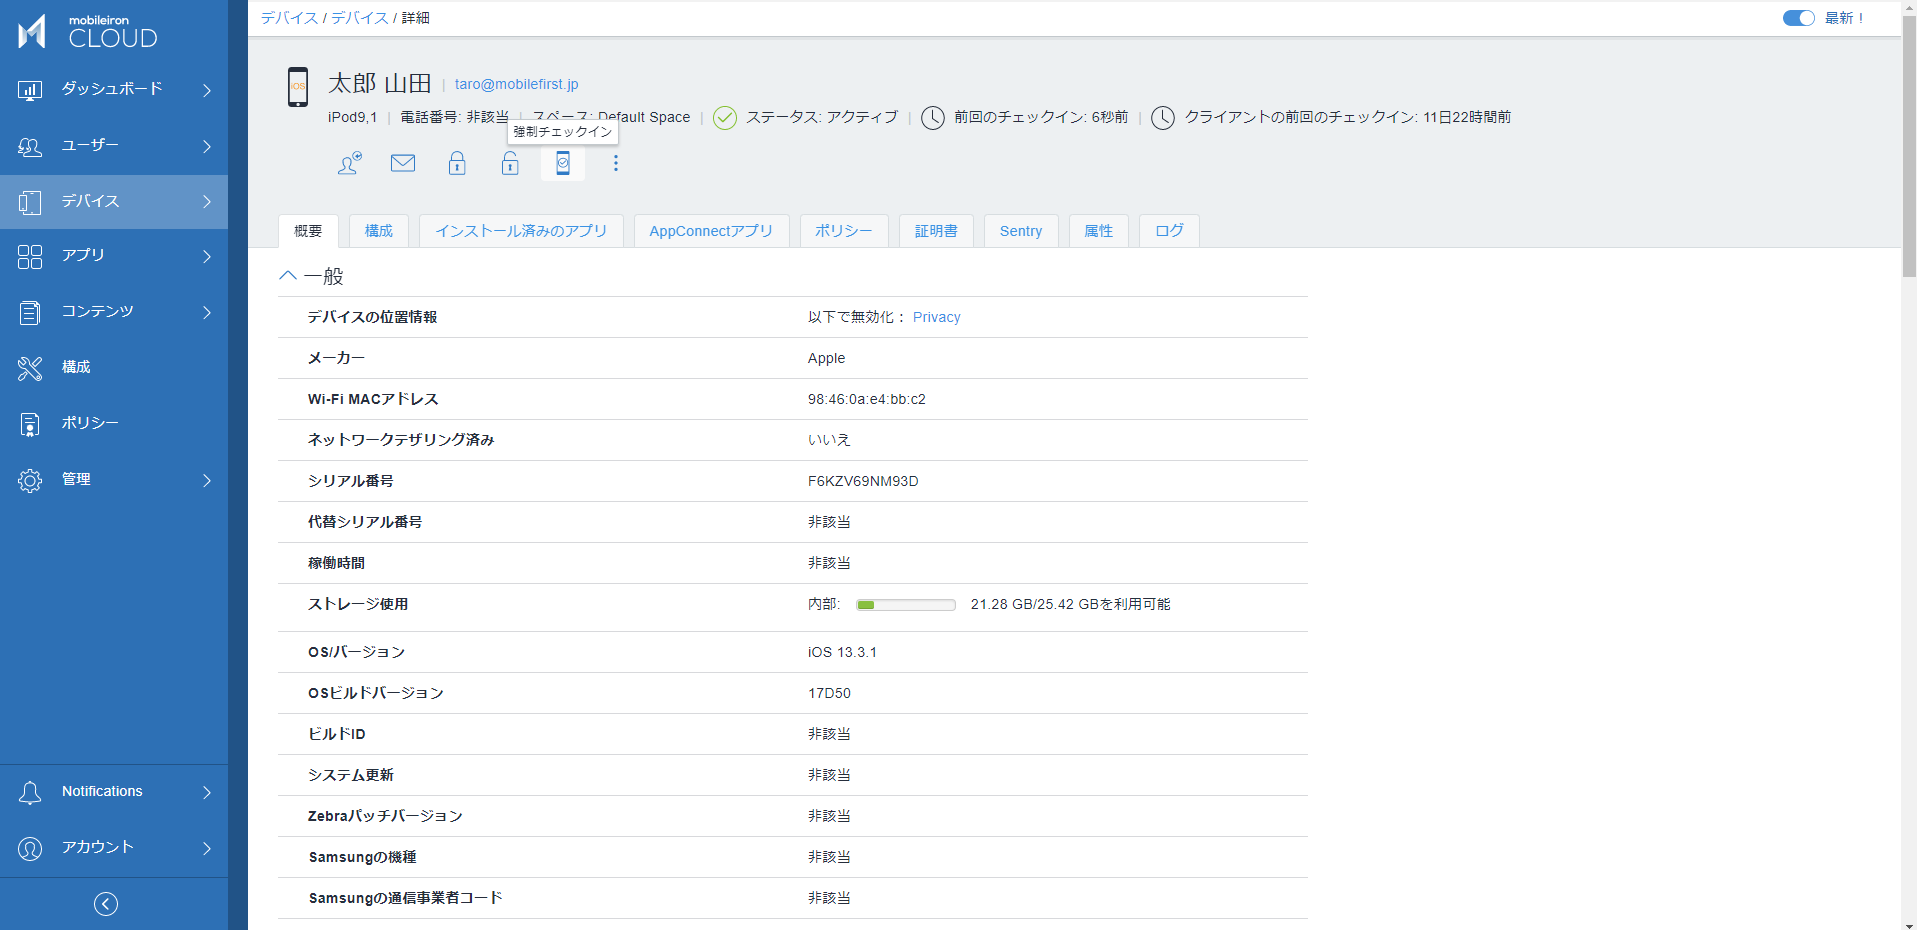 mobileiron
CLOUD
ダッシュボード
ユーザー
デバイス
アプリ
コンテンツ
構成
ポリシー
管理
Notifications
アカウント
デバイス / デバイス / 詳細
最新！
iOS
太郎 山田 | taro@mobilefirst.jp
iPod9,1 | 電話番号: 非該当 | スペース: Default Space | ステータス: アクティブ | 前回のチェックイン: 6秒前 | クライアントの前回のチェックイン: 11日22時間前
強制チェックイン
概要 構成 インストール済みのアプリ AppConnectアプリ ポリシー 証明書 Sentry 属性 ログ
一般
デバイスの位置情報 以下で無効化： Privacy
メーカー Apple
Wi-Fi MACアドレス 98:46:0a:e4:bb:c2
ネットワークテザリング済み いいえ
シリアル番号 F6KZV69NM93D
代替シリアル番号 非該当
稼働時間 非該当
ストレージ使用 内部: 21.28 GB/25.42 GBを利用可能
OS/バージョン iOS 13.3.1
OSビルドバージョン 17D50
ビルドID 非該当
システム更新 非該当
Zebraパッチバージョン 非該当
Samsungの機種 非該当
Samsungの通信事業者コード 非該当